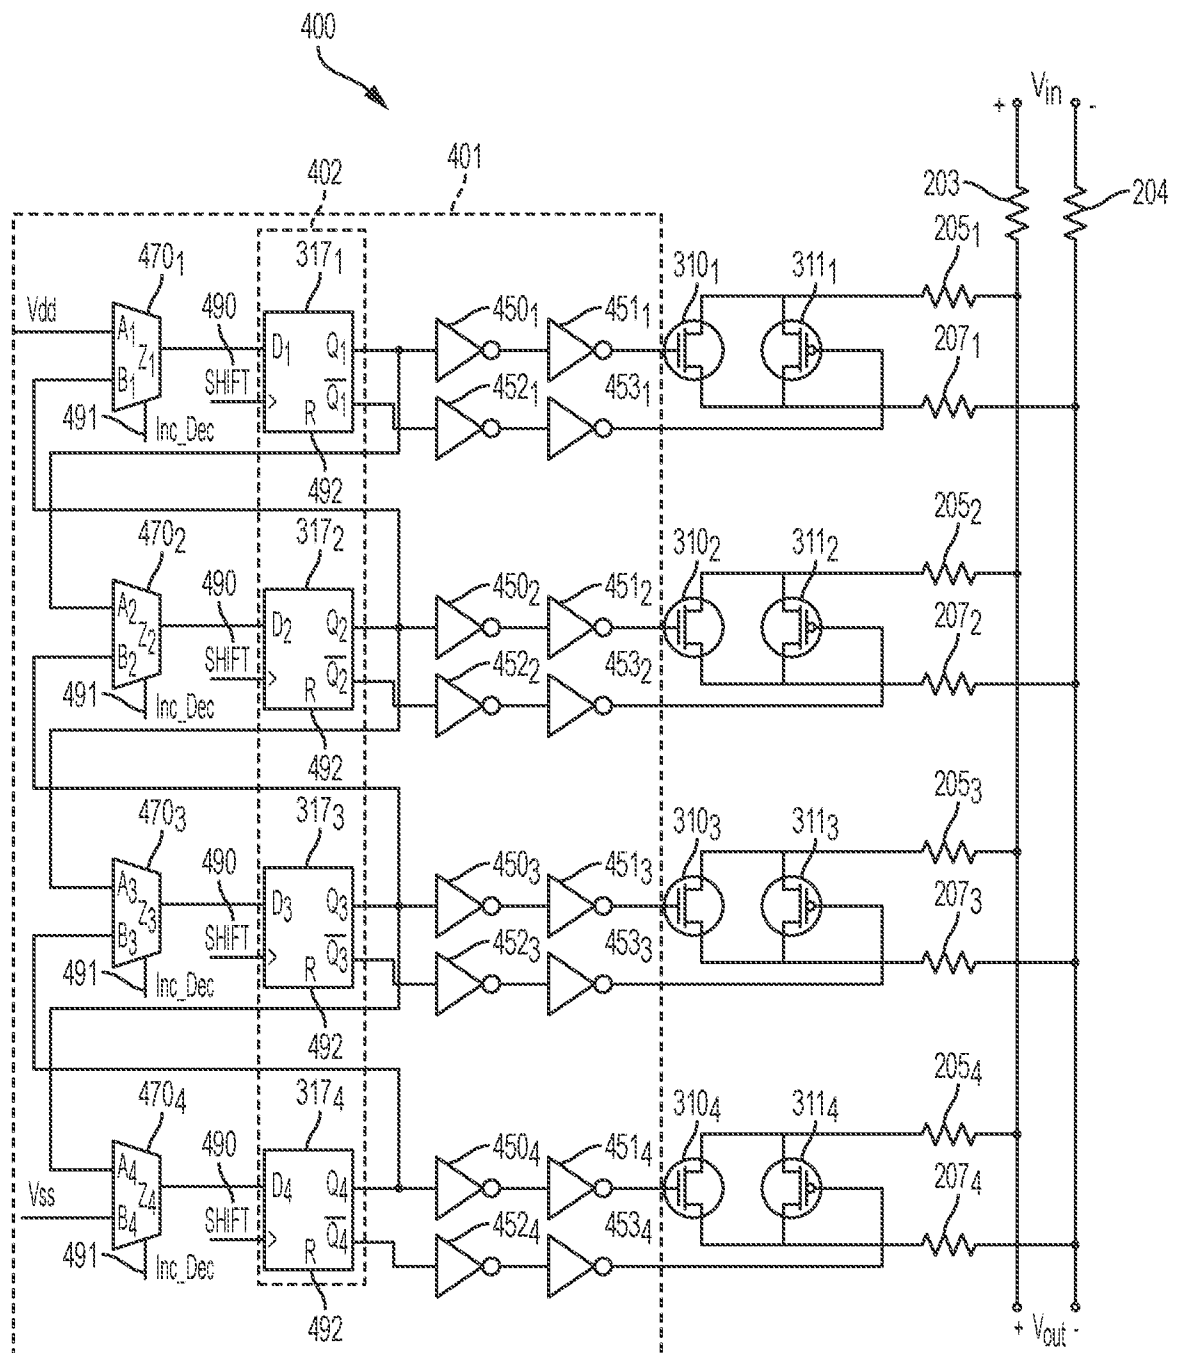 400
Vin
+ -
203
204
402
401
470₁
317₁
450₁
451₁
310₁
311₁
205₁
Vdd
490
A₁
Z₁
B₁
SHIFT
D₁
Q₁
Q̅₁
R
452₁
453₁
207₁
491
Inc_Dec
492
470₂
317₂
450₂
451₂
310₂
311₂
205₂
490
A₂
Z₂
B₂
SHIFT
D₂
Q₂
Q̅₂
R
452₂
453₂
207₂
491
Inc_Dec
492
470₃
317₃
450₃
451₃
310₃
311₃
205₃
490
A₃
Z₃
B₃
SHIFT
D₃
Q₃
Q̅₃
R
452₃
453₃
207₃
491
Inc_Dec
492
470₄
317₄
450₄
451₄
310₄
311₄
205₄
490
A₄
Z₄
B₄
Vss
SHIFT
D₄
Q₄
Q̅₄
R
452₄
453₄
207₄
491
Inc_Dec
492
+ Vout -